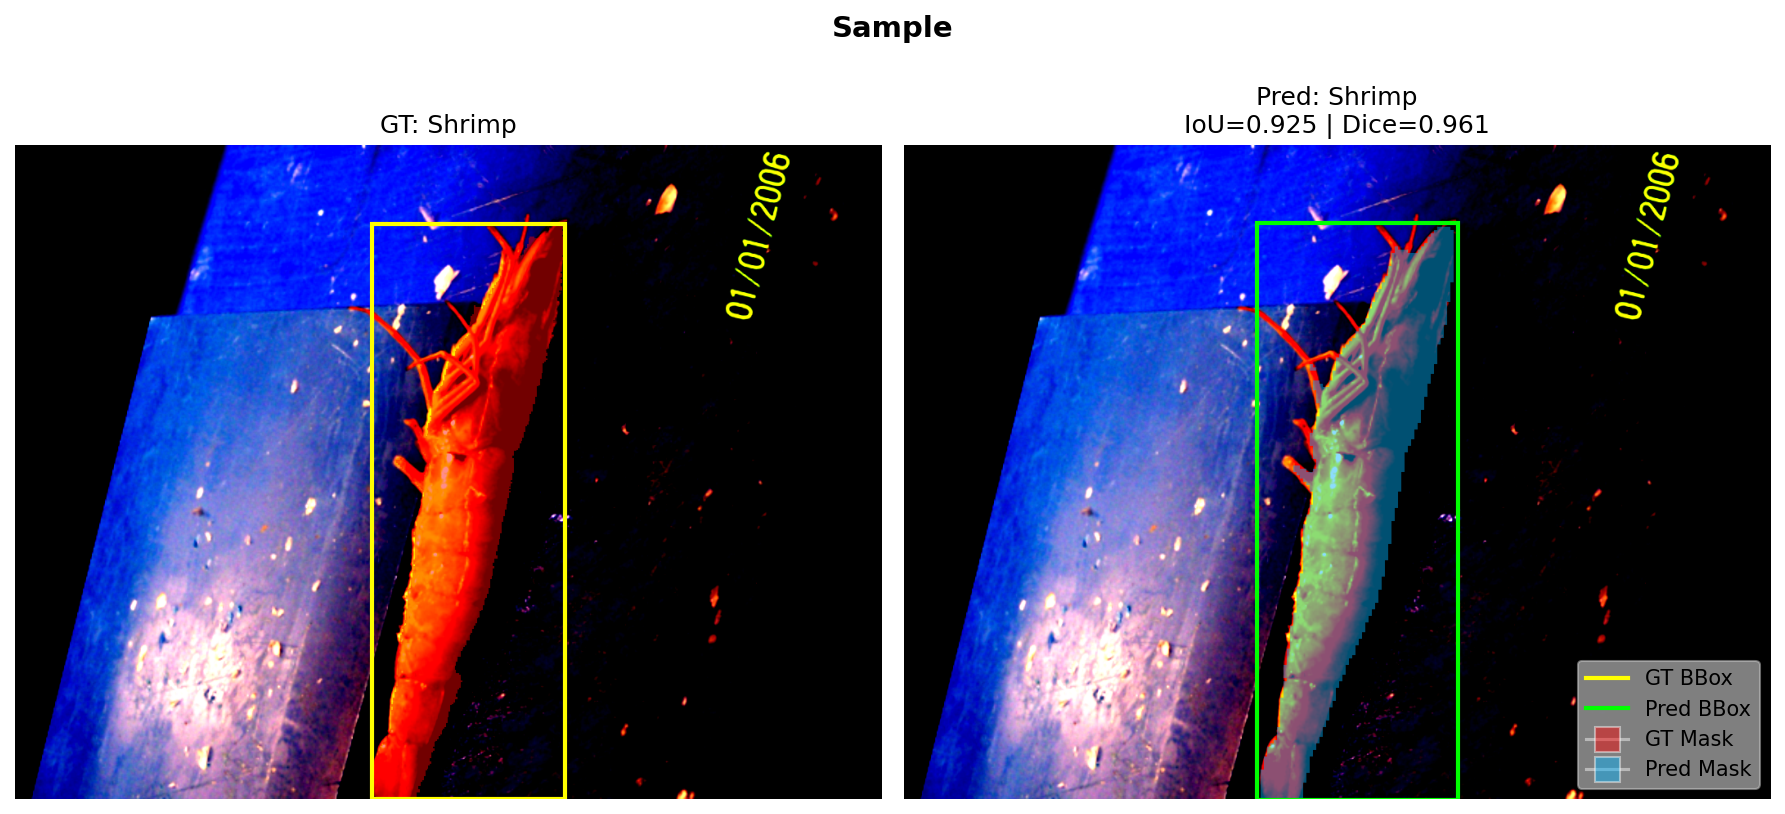 Sample
GT: Shrimp
Pred: Shrimp
IoU=0.925 | Dice=0.961
01/01/2006
01/01/2006
GT BBox
Pred BBox
GT Mask
Pred Mask